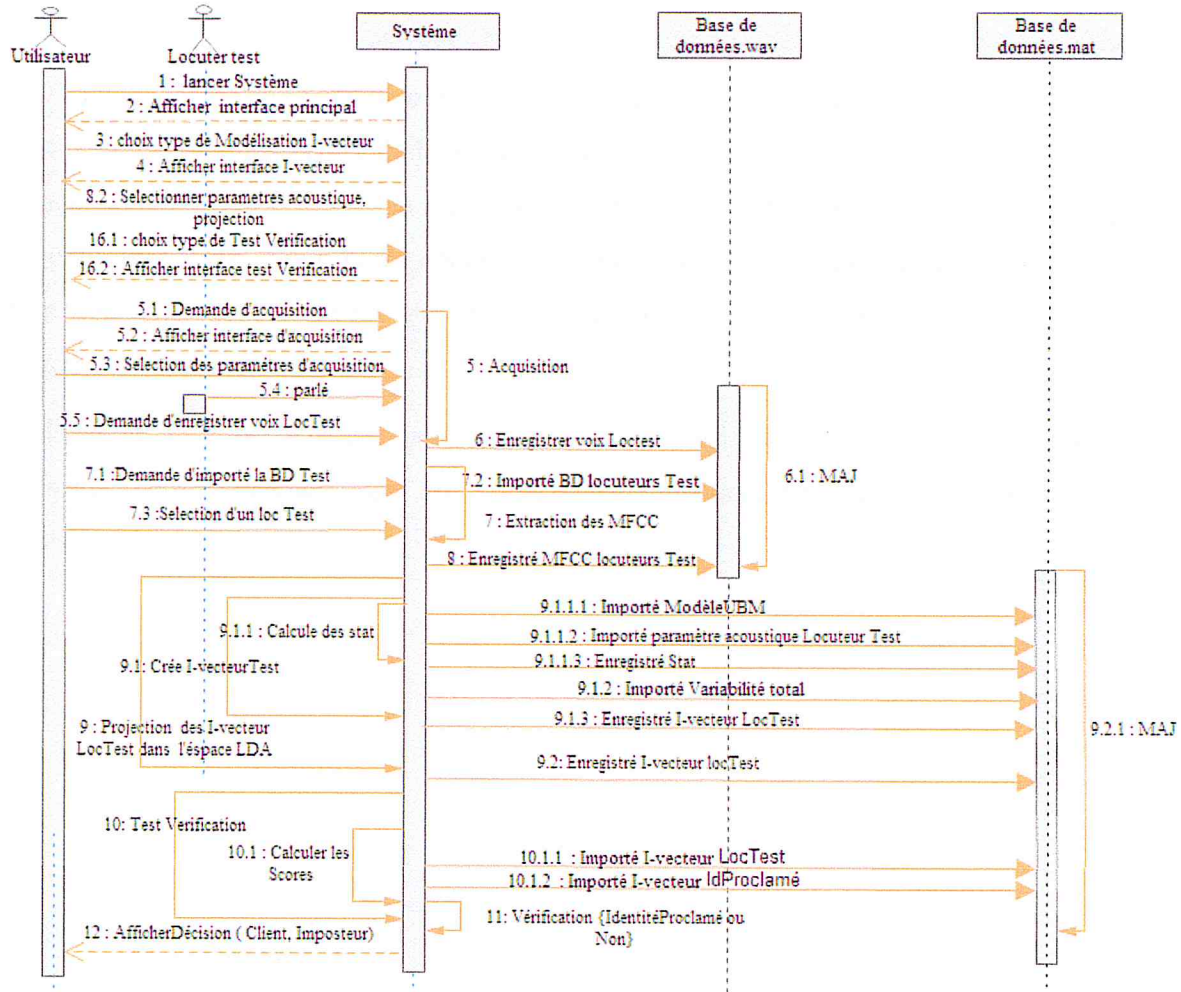 Utilisateur
Locuter test
Systéme
Base de
données.wav
Base de
données.mat
1 : lancer Système
2 : Afficher interface principal
3 : choix type de Modélisation I-vecteur
4 : Afficher interface I-vecteur
8.2 : Selectionner parametres acoustique,
projection
16.1 : choix type de Test Verification
16.2 : Afficher interface test Verification
5.1 : Demande d'acquisition
5.2 : Afficher interface d'acquisition
5.3 : Selection des paramétres d'acquisition
5 : Acquisition
5.4 : parlé
5.5 : Demande d'enregistrer voix LocTest
6 : Enregistrer voix Loctest
6.1 : MAJ
7.1 :Demande d'importé la BD Test
7.2 : Importé BD locuteurs Test
7.3 :Selection d'un loc Test
7 : Extraction des MFCC
8 : Enregistré MFCC locuteurs Test
9.1.1.1 : Importé ModèleUBM
9.1.1 : Calcule des stat
9.1.1.2 : Importé paramètre acoustique Locuteur Test
9.1.1.3 : Enregistré Stat
9.1: Crée I-vecteurTest
9.1.2 : Importé Variabilité total
9.1.3 : Enregistré I-vecteur LocTest
9 : Projection des I-vecteur
LocTest dans l'éspace LDA
9.2.1 : MAJ
9.2: Enregistré I-vecteur locTest
10: Test Verification
10.1 : Calculer les
Scores
10.1.1 : Importé I-vecteur LocTest
10.1.2 : Importé I-vecteur IdProclamé
11: Vérification {IdentitéProclamé ou
Non}
12 : AfficherDécision ( Client, Imposteur)